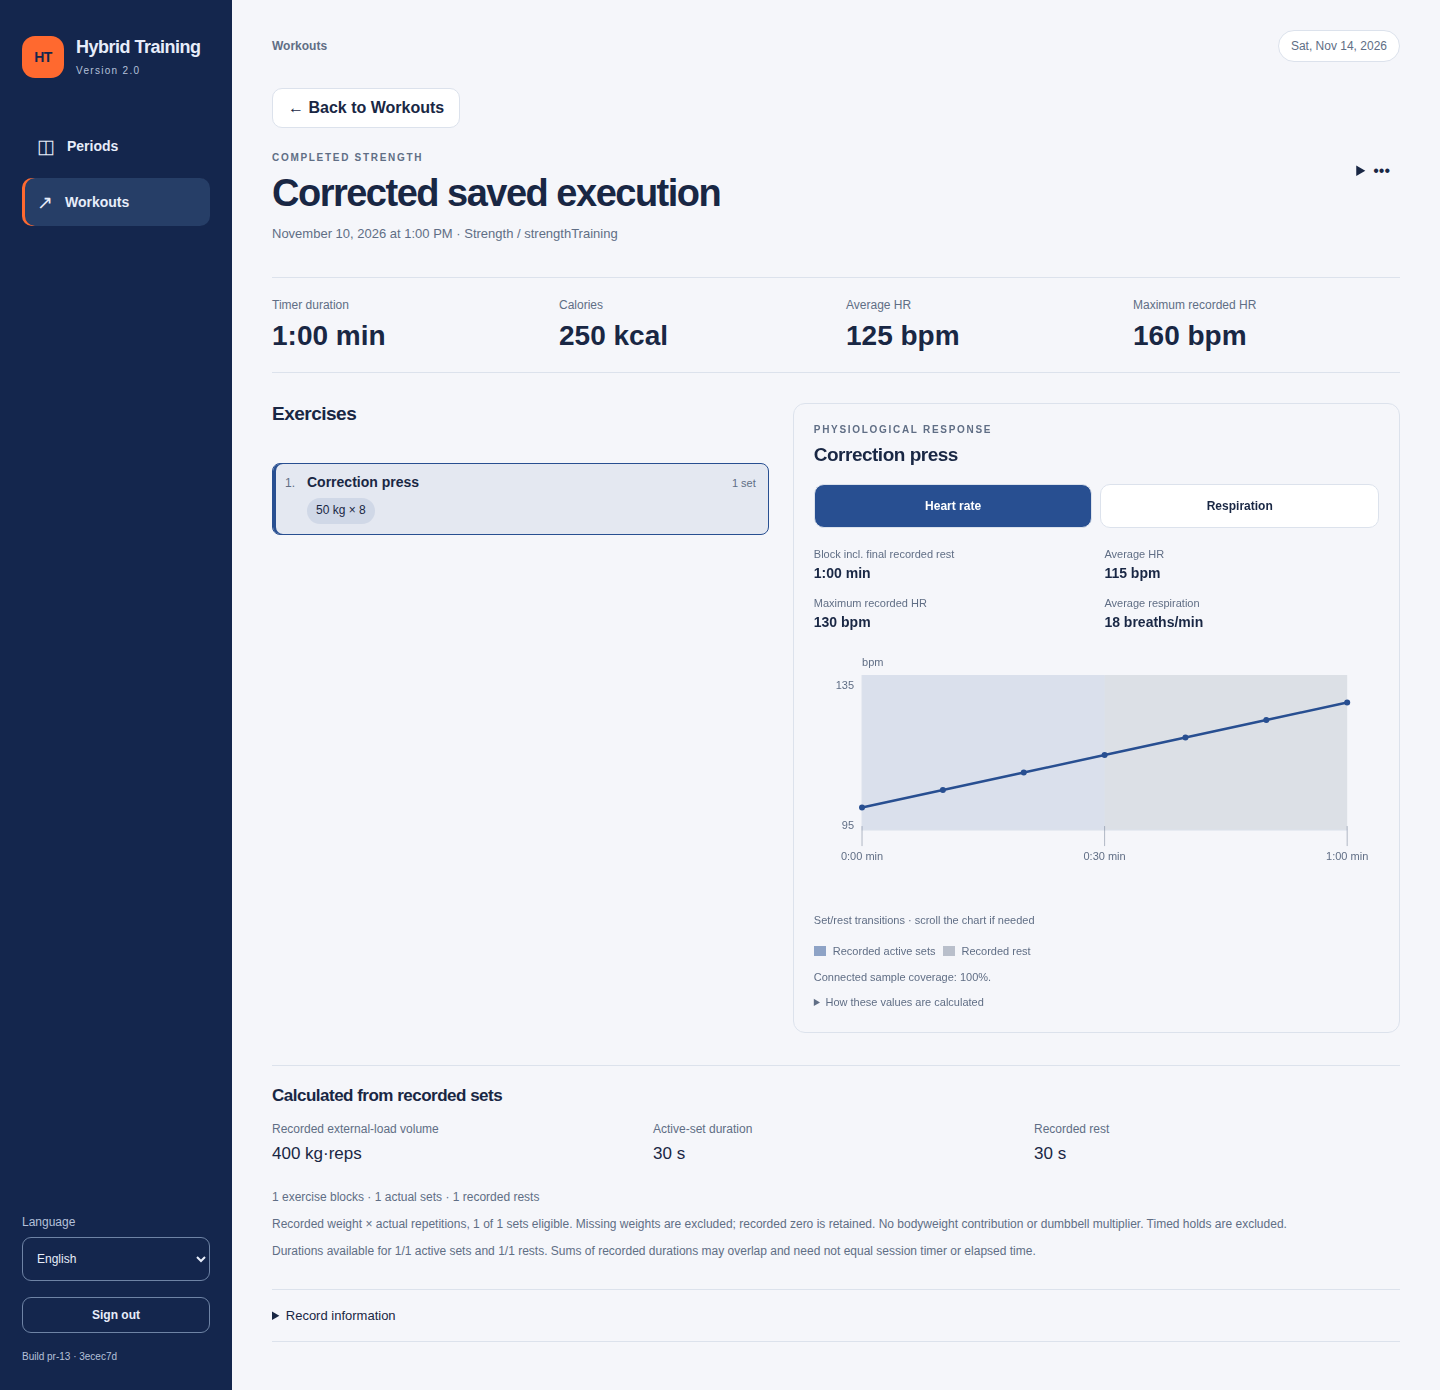 HT
Hybrid Training
Version 2.0
Periods
Workouts
Language
English
Sign out
Build pr-13 · 3ecec7d
Workouts
Sat, Nov 14, 2026
← Back to Workouts
COMPLETED STRENGTH
Corrected saved execution
November 10, 2026 at 1:00 PM · Strength / strengthTraining
•••
Timer duration
1:00 min
Calories
250 kcal
Average HR
125 bpm
Maximum recorded HR
160 bpm
Exercises
1. Correction press 1 set
50 kg × 8
PHYSIOLOGICAL RESPONSE
Correction press
Heart rate
Respiration
Block incl. final recorded rest
1:00 min
Average HR
115 bpm
Maximum recorded HR
130 bpm
Average respiration
18 breaths/min
bpm
135
95
0:00 min 0:30 min 1:00 min
Set/rest transitions · scroll the chart if needed
Recorded active sets Recorded rest
Connected sample coverage: 100%.
How these values are calculated
Calculated from recorded sets
Recorded external-load volume
400 kg·reps
Active-set duration
30 s
Recorded rest
30 s
1 exercise blocks · 1 actual sets · 1 recorded rests
Recorded weight × actual repetitions, 1 of 1 sets eligible. Missing weights are excluded; recorded zero is retained. No bodyweight contribution or dumbbell multiplier. Timed holds are excluded.
Durations available for 1/1 active sets and 1/1 rests. Sums of recorded durations may overlap and need not equal session timer or elapsed time.
Record information